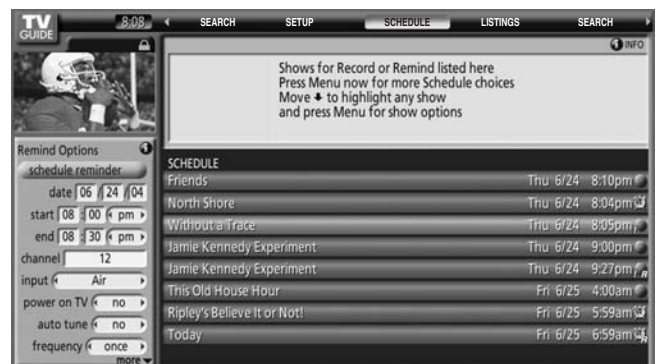 TV GUIDE
8:08
SEARCH SETUP SCHEDULE LISTINGS SEARCH
INFO
Shows for Record or Remind listed here
Press Menu now for more Schedule choices
Move to highlight any show
and press Menu for show options
Remind Options
schedule reminder
date 06 / 24 / 04
start 08 : 00 pm
end 08 : 30 pm
channel 12
input Air
power on TV no
auto tune no
frequency once
more
SCHEDULE
Friends Thu 6/24 8:10pm
North Shore Thu 6/24 8:04pm
Without a Trace Thu 6/24 8:05pm
Jamie Kennedy Experiment Thu 6/24 9:00pm
Jamie Kennedy Experiment Thu 6/24 9:27pm R
This Old House Hour Fri 6/25 4:00am
Ripley's Believe It or Not! Fri 6/25 5:59am
Today Fri 6/25 6:59am R